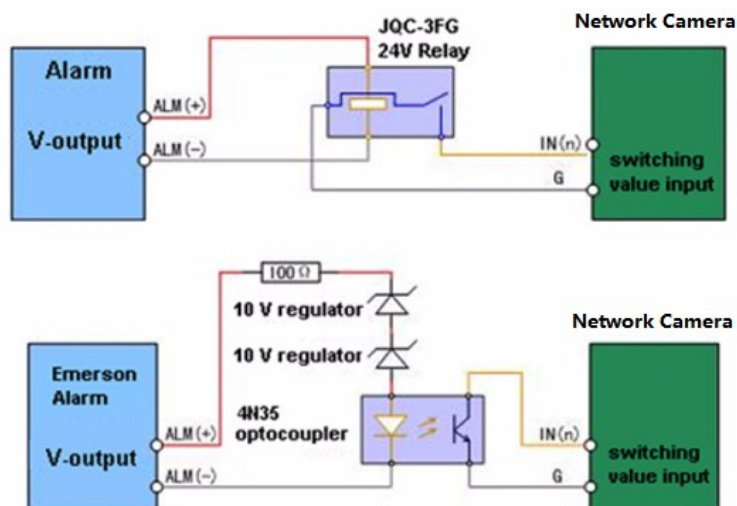 JQC-3FG
24V Relay
Network Camera
Alarm
V-output
ALM(+)
ALM(-)
IN(n)
G
switching
value input
100Ω
10 V regulator
10 V regulator
Network Camera
Emerson
Alarm
V-output
4N35
optocoupler
ALM(+)
ALM(-)
IN(n)
G
switching
value input